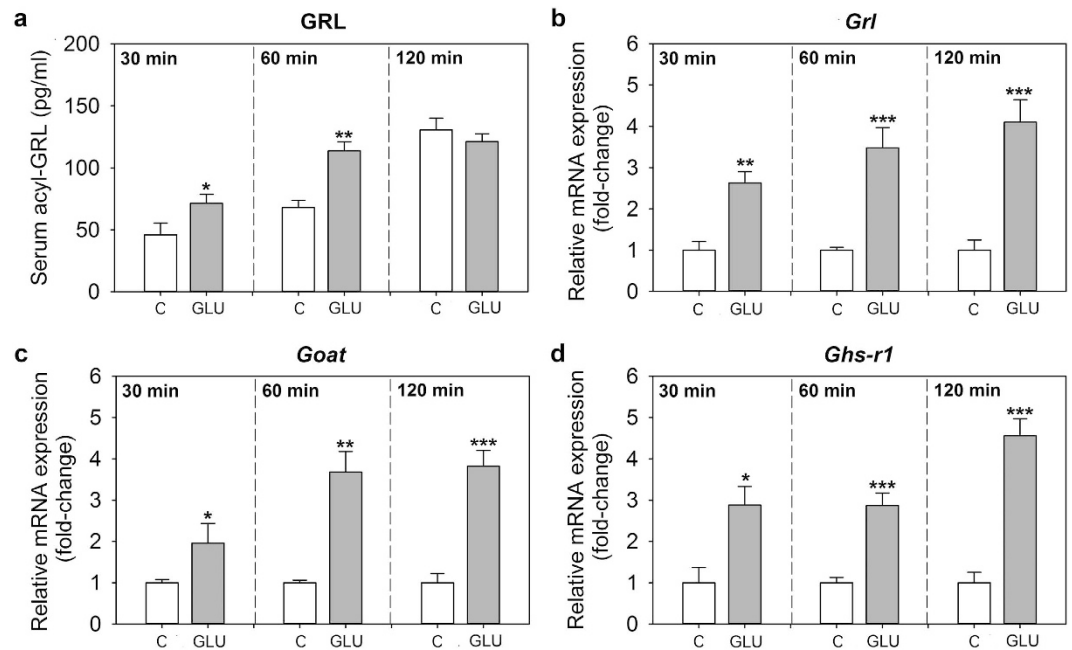 a
GRL
Serum acyl-GRL (pg/ml)
200
150
100
50
0
30 min
60 min
120 min
*
**
C
GLU
C
GLU
C
GLU
b
Grl
Relative mRNA expression
(fold-change)
6
5
4
3
2
1
0
30 min
60 min
120 min
**
***
***
C
GLU
C
GLU
C
GLU
c
Goat
Relative mRNA expression
(fold-change)
6
5
4
3
2
1
0
30 min
60 min
120 min
*
**
***
C
GLU
C
GLU
C
GLU
d
Ghs-r1
Relative mRNA expression
(fold-change)
6
5
4
3
2
1
0
30 min
60 min
120 min
*
***
***
C
GLU
C
GLU
C
GLU